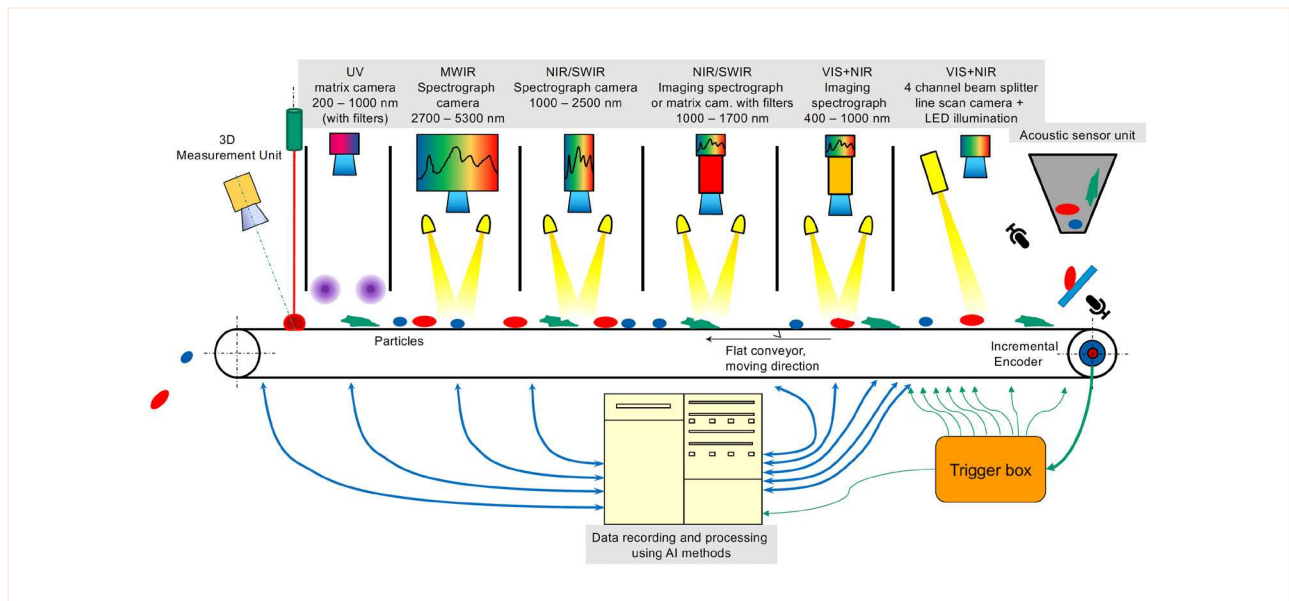 UV
matrix camera
200 – 1000 nm
(with filters)
MWIR
Spectrograph
camera
2700 – 5300 nm
NIR/SWIR
Spectrograph camera
1000 – 2500 nm
NIR/SWIR
Imaging spectrograph
or matrix cam. with filters
1000 – 1700 nm
VIS+NIR
Imaging
spectrograph
400 – 1000 nm
VIS+NIR
4 channel beam splitter
line scan camera +
LED illumination
Acoustic sensor unit
3D
Measurement Unit
Particles
Flat conveyor,
moving direction
Incremental
Encoder
Trigger box
Data recording and processing
using AI methods